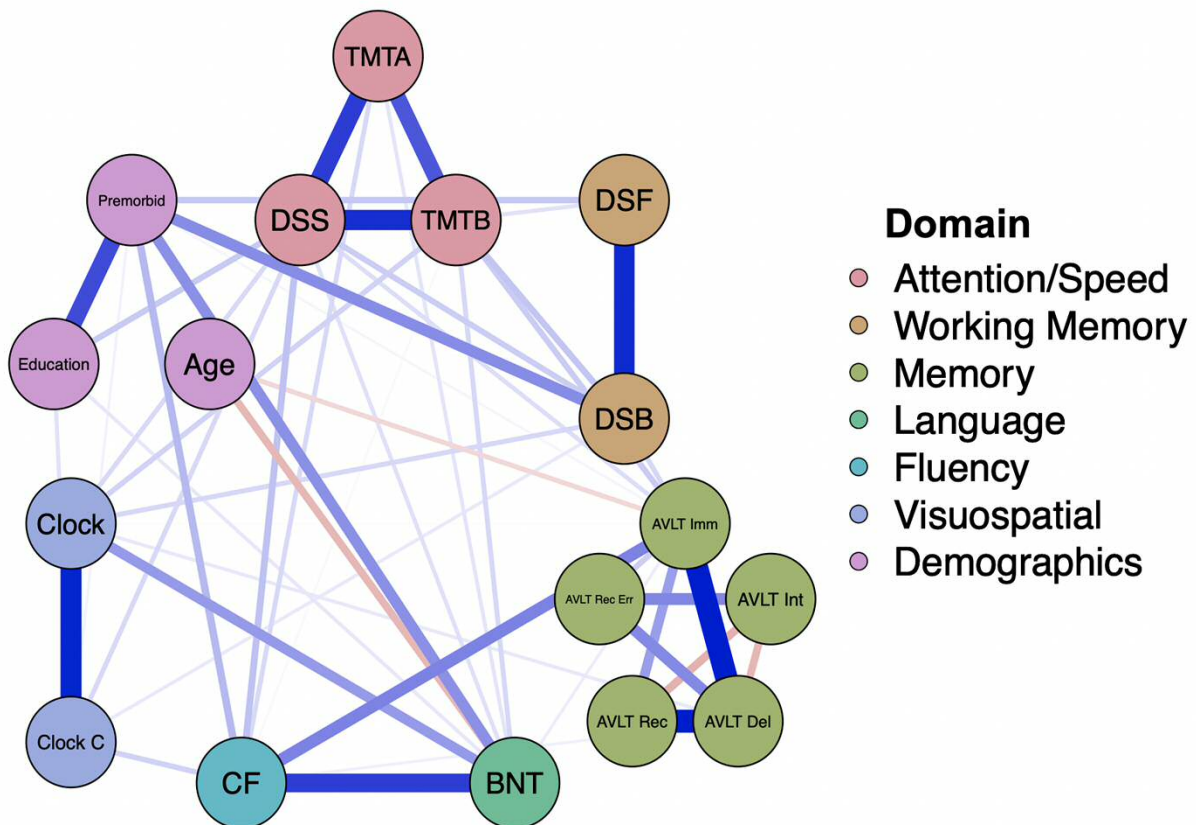 TMTA
Premorbid
DSS
TMTB
DSF
Domain
Attention/Speed
Working Memory
Memory
Language
Fluency
Visuospatial
Demographics
Education
Age
DSB
Clock
AVLT Imm
AVLT Rec Err
AVLT Int
Clock C
AVLT Rec
AVLT Del
CF
BNT